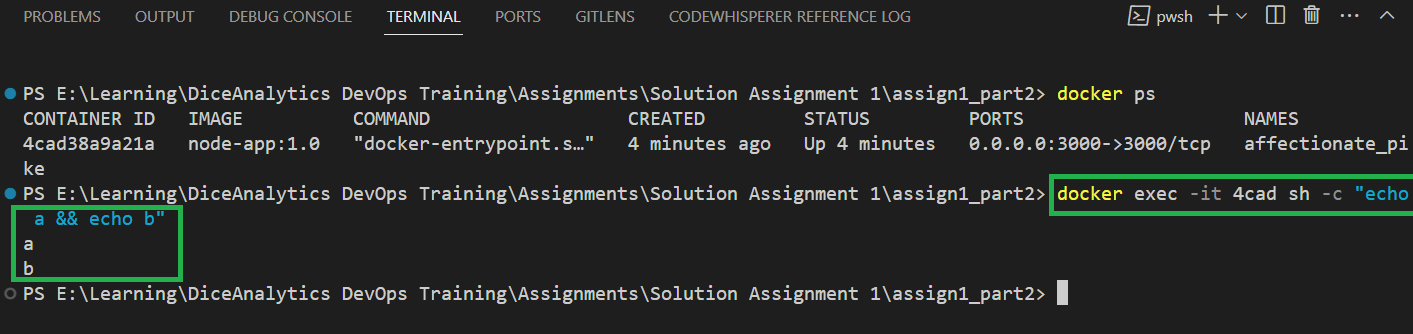 PROBLEMS OUTPUT DEBUG CONSOLE TERMINAL PORTS GITLENS CODEWHISPERER REFERENCE LOG pwsh
PS E:\Learning\DiceAnalytics DevOps Training\Assignments\Solution Assignment 1\assign1_part2> docker ps
CONTAINER ID IMAGE COMMAND CREATED STATUS PORTS NAMES
4cad38a9a21a node-app:1.0 "docker-entrypoint.s…" 4 minutes ago Up 4 minutes 0.0.0.0:3000->3000/tcp affectionate_pi
ke
PS E:\Learning\DiceAnalytics DevOps Training\Assignments\Solution Assignment 1\assign1_part2> docker exec -it 4cad sh -c "echo
a && echo b"
a
b
PS E:\Learning\DiceAnalytics DevOps Training\Assignments\Solution Assignment 1\assign1_part2>